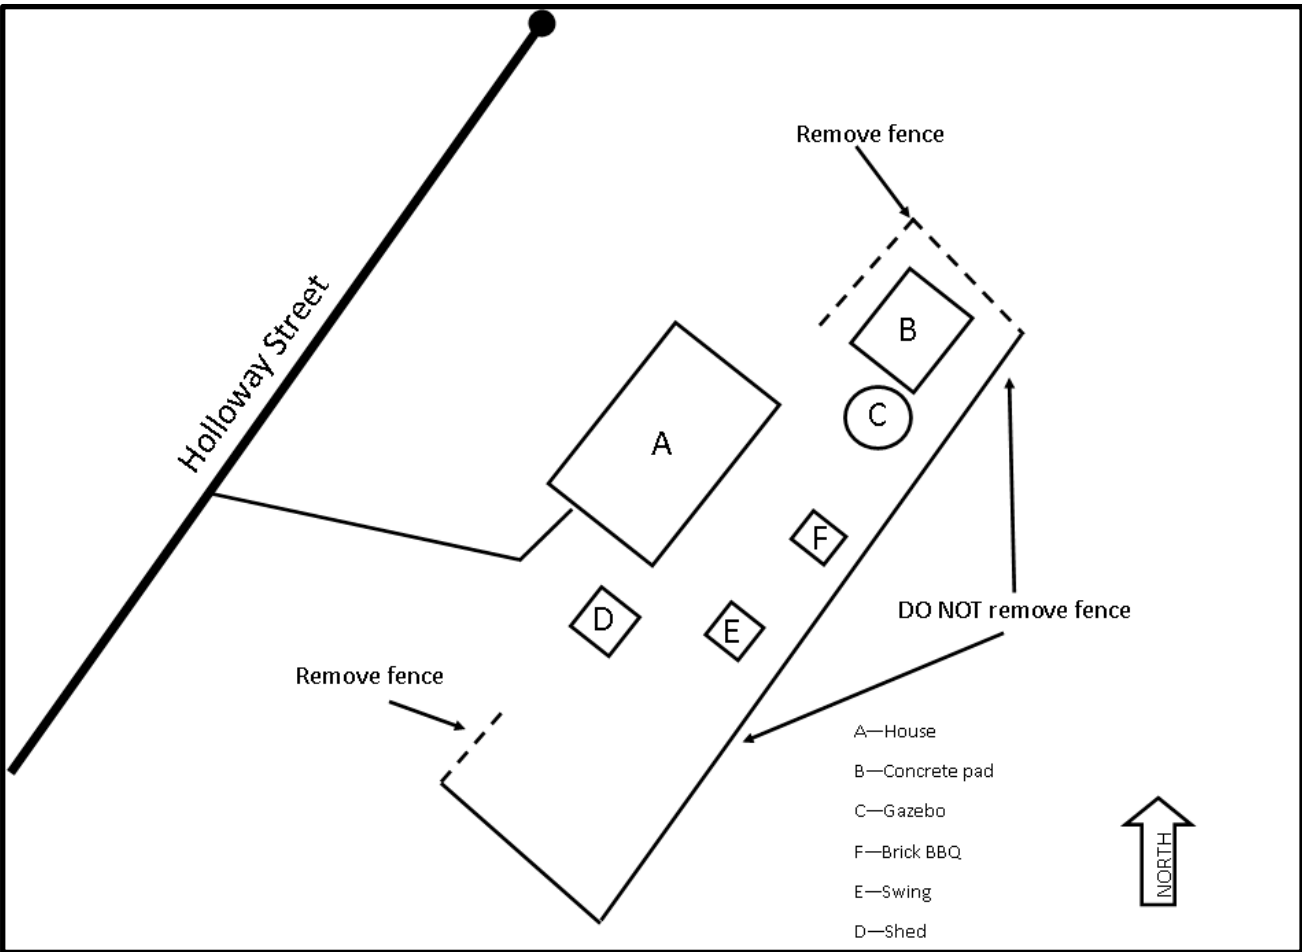 Remove fence
Holloway Street
B
C
A
F
DO NOT remove fence
D
E
Remove fence
A—House
B—Concrete pad
C—Gazebo
F—Brick BBQ
E—Swing
D—Shed
NORTH